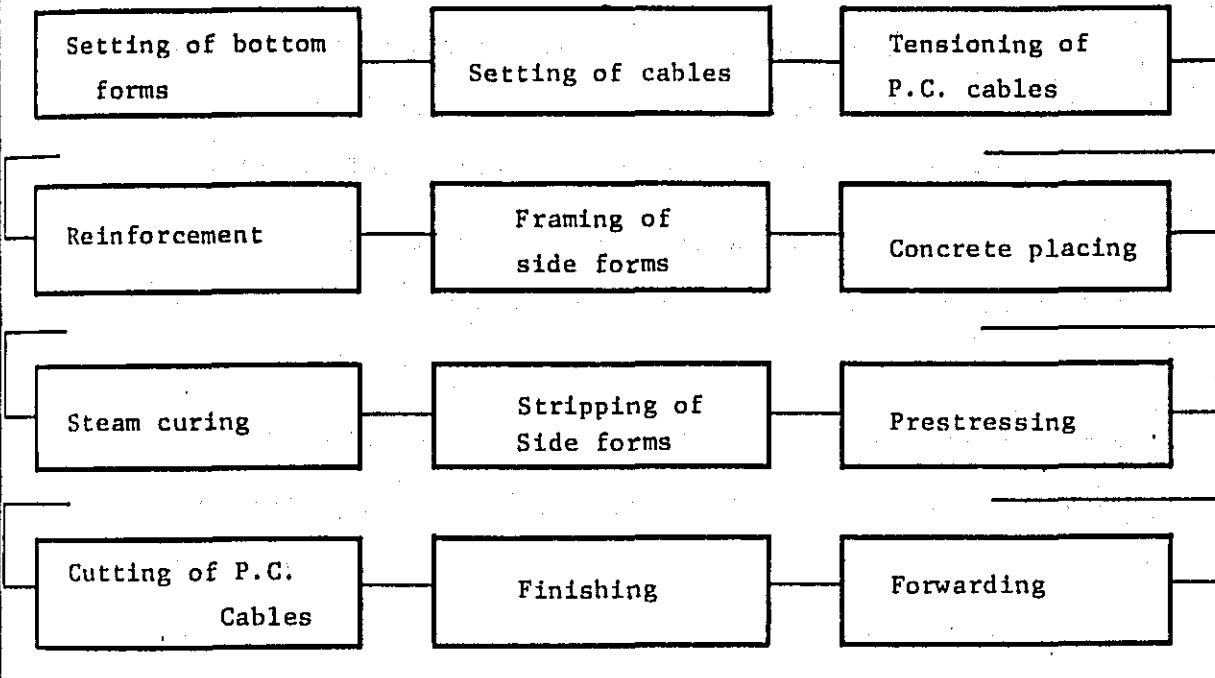 Setting of bottom
forms
Setting of cables
Tensioning of
P.C. cables
Reinforcement
Framing of
side forms
Concrete placing
Steam curing
Stripping of
Side forms
Prestressing
Cutting of P.C.
Cables
Finishing
Forwarding